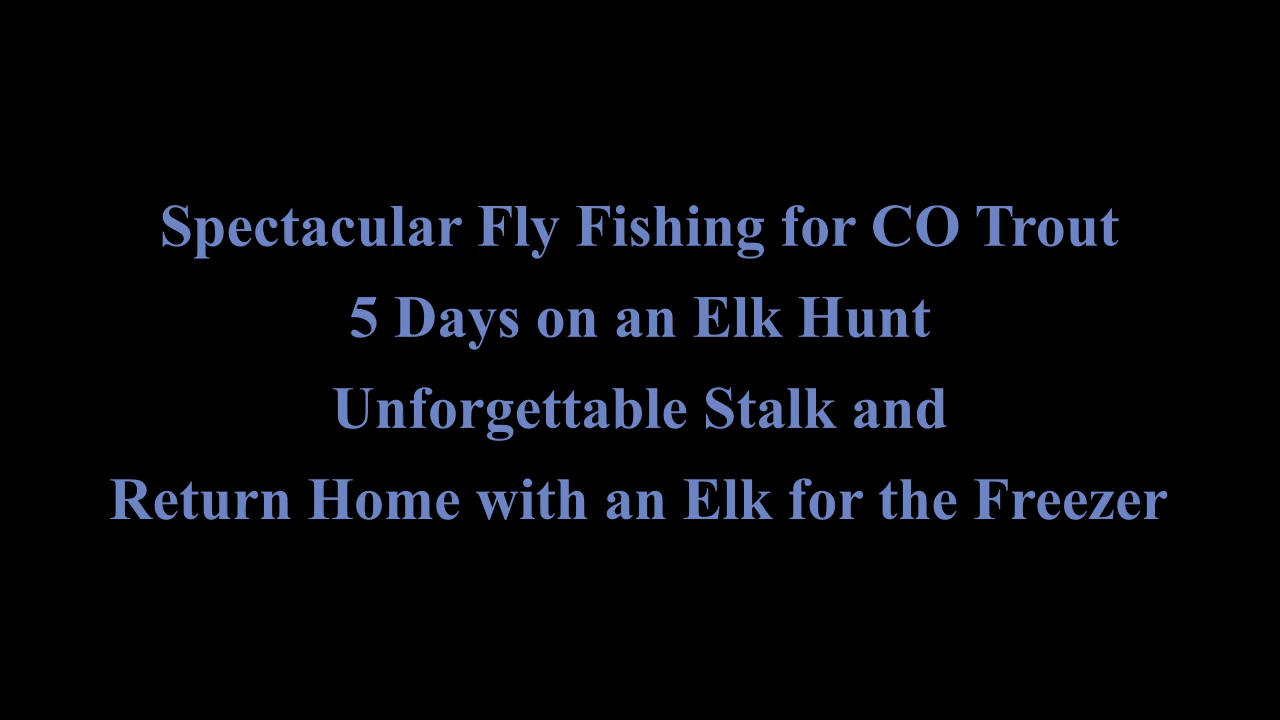 Spectacular Fly Fishing for CO Trout
5 Days on an Elk Hunt
Unforgettable Stalk and
Return Home with an Elk for the Freezer